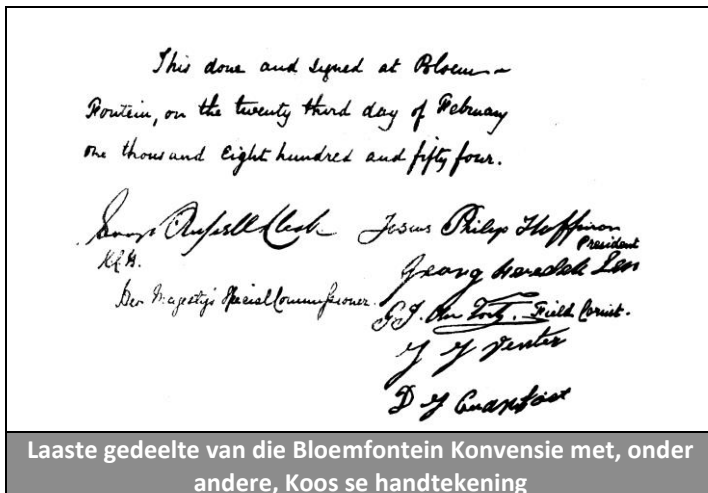 This done and signed at Bloem~
Fontein, on the twenty third day of February
one thousand Eight hundred and fifty four.
George Russell Clerk
Josias Philip Hoffman
President
Her Majesty's Special Commissioner.
G. J. Field Cornet.
J J Venter
D J
Laaste gedeelte van die Bloemfontein Konvensie met, onder
andere, Koos se handtekening